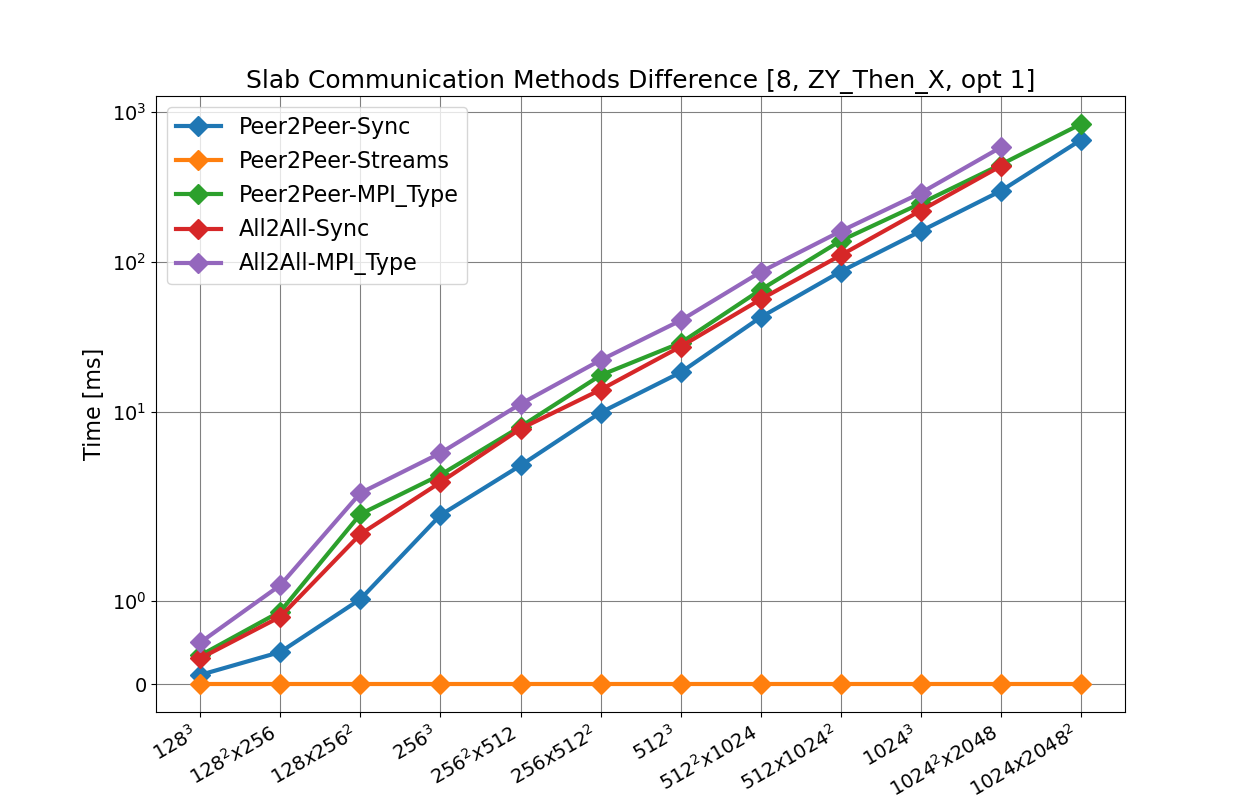 Slab Communication Methods Difference [8, ZY_Then_X, opt 1]
Peer2Peer-Sync
Peer2Peer-Streams
Peer2Peer-MPI_Type
All2All-Sync
All2All-MPI_Type
Time [ms]
10³
10²
10¹
10⁰
0
128³
128²x256
128x256²
256³
256²x512
256x512²
512³
512²x1024
512x1024²
1024³
1024²x2048
1024x2048²